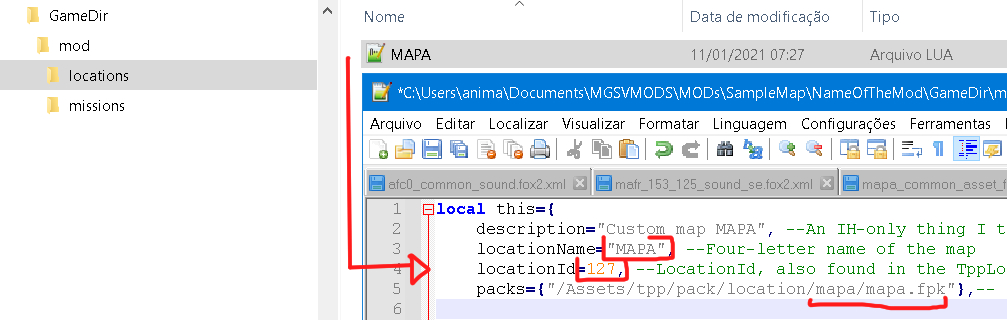 GameDir
mod
locations
missions
Nome Data de modificação Tipo
MAPA 11/01/2021 07:27 Arquivo LUA
*C:\Users\anima\Documents\MGSVMODS\MODs\SampleMap\NameOfTheMod\GameDir\m
Arquivo Editar Localizar Visualizar Formatar Linguagem Configurações Ferramentas
afc0_common_sound.fox2.xml mafr_153_125_sound_se.fox2.xml mapa_common_asset_f
1 local this={
2 description="Custom map MAPA", --An IH-only thing I t
3 locationName="MAPA", --Four-letter name of the map
4 locationId=127, --LocationId, also found in the TppLo
5 packs={"/Assets/tpp/pack/location/mapa/mapa.fpk"},--
6